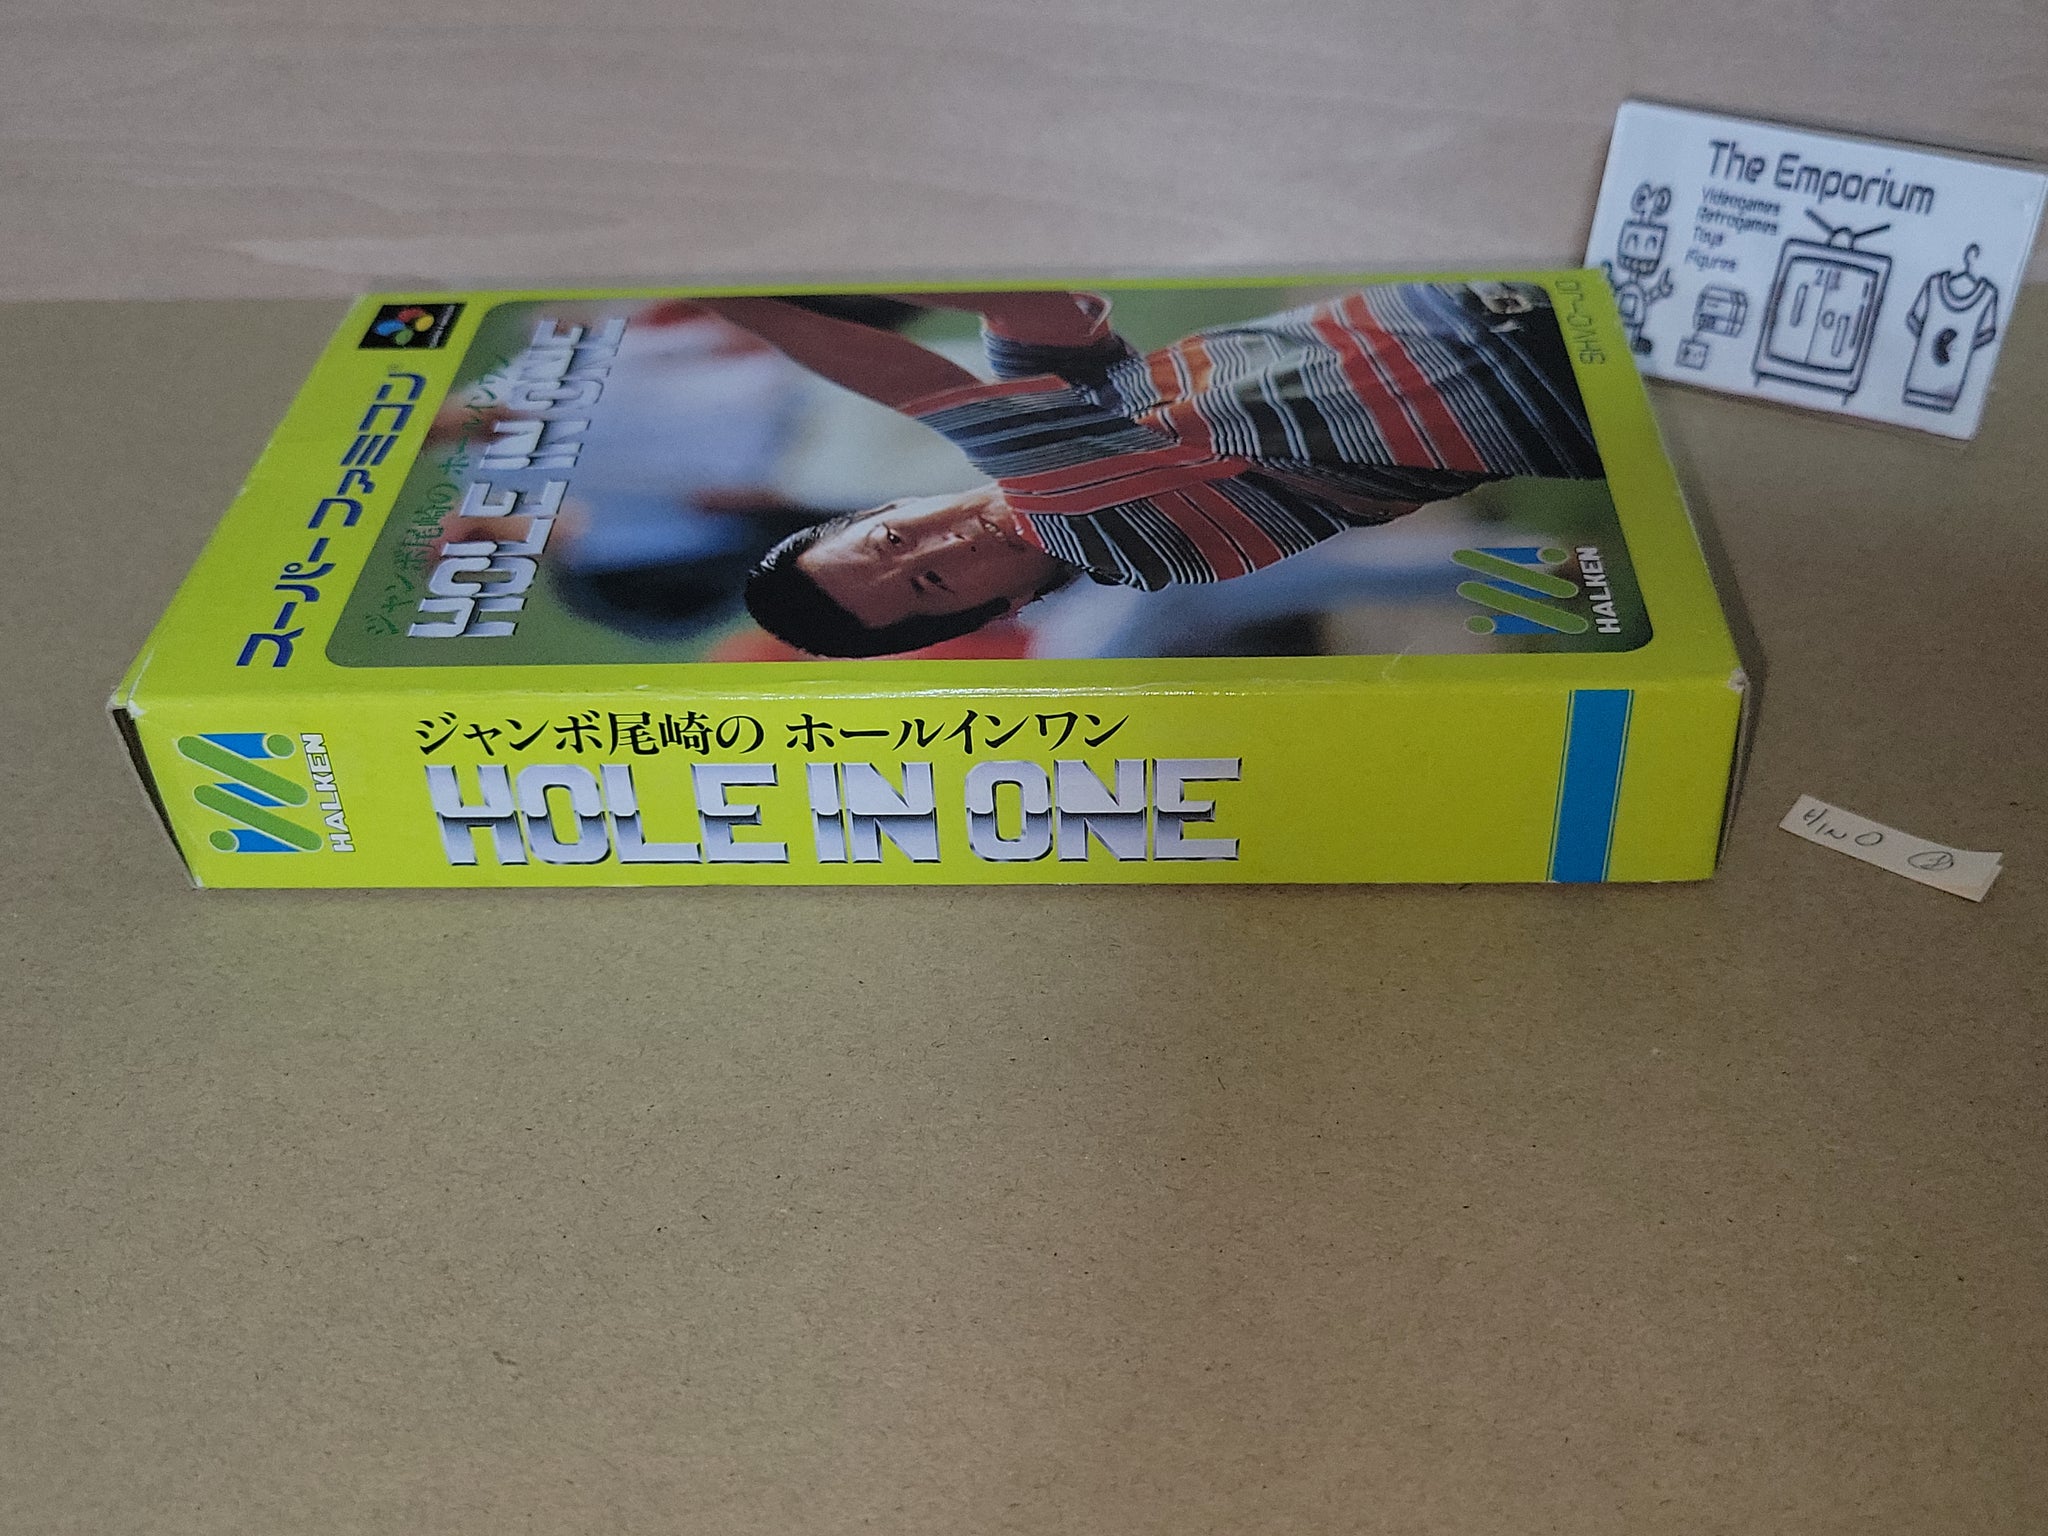 スーパーファミコン
ジャンボ尾崎の ホールインワン
HOLE IN ONE
HALKEN
SHVC-JO
HALKEN
ジャンボ尾崎の ホールインワン
HOLE IN ONE
The Emporium
Videogames
Retrogames
Toys
Figures
HINO